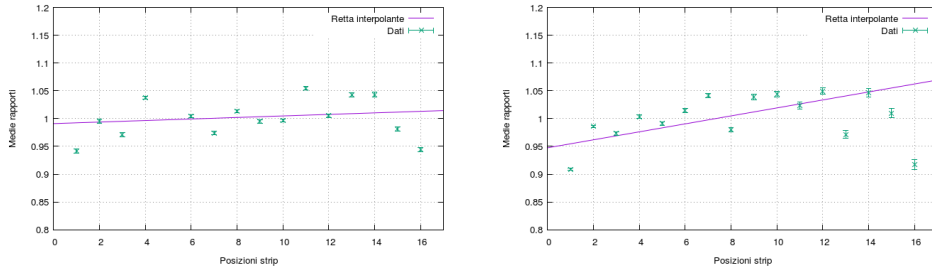 1.2
1.15
1.1
1.05
1
0.95
0.9
0.85
0.8
Medie rapporti
0 2 4 6 8 10 12 14 16
Posizioni strip
Retta interpolante
Dati
1.2
1.15
1.1
1.05
1
0.95
0.9
0.85
0.8
Medie rapporti
0 2 4 6 8 10 12 14 16
Posizioni strip
Retta interpolante
Dati